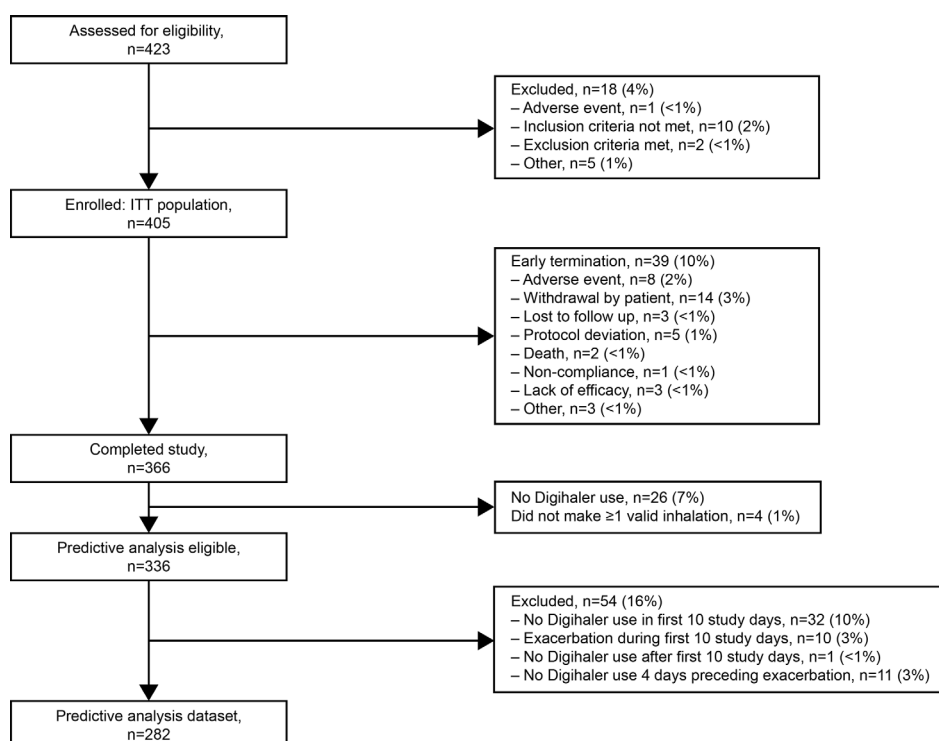 Assessed for eligibility,
n=423
Excluded, n=18 (4%)
– Adverse event, n=1 (<1%)
– Inclusion criteria not met, n=10 (2%)
– Exclusion criteria met, n=2 (<1%)
– Other, n=5 (1%)
Enrolled: ITT population,
n=405
Early termination, n=39 (10%)
– Adverse event, n=8 (2%)
– Withdrawal by patient, n=14 (3%)
– Lost to follow up, n=3 (<1%)
– Protocol deviation, n=5 (1%)
– Death, n=2 (<1%)
– Non-compliance, n=1 (<1%)
– Lack of efficacy, n=3 (<1%)
– Other, n=3 (<1%)
Completed study,
n=366
No Digihaler use, n=26 (7%)
Did not make ≥1 valid inhalation, n=4 (1%)
Predictive analysis eligible,
n=336
Excluded, n=54 (16%)
– No Digihaler use in first 10 study days, n=32 (10%)
– Exacerbation during first 10 study days, n=10 (3%)
– No Digihaler use after first 10 study days, n=1 (<1%)
– No Digihaler use 4 days preceding exacerbation, n=11 (3%)
Predictive analysis dataset,
n=282